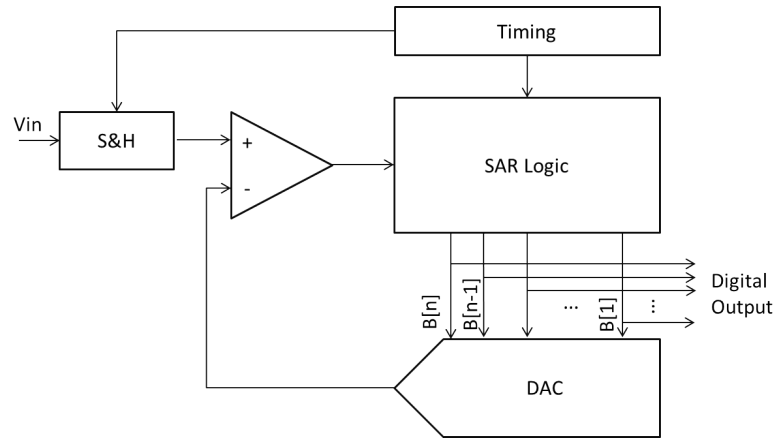 Timing
Vin
S&H
+
-
SAR Logic
B[n]
B[n-1]
...
B[1]
...
Digital
Output
DAC